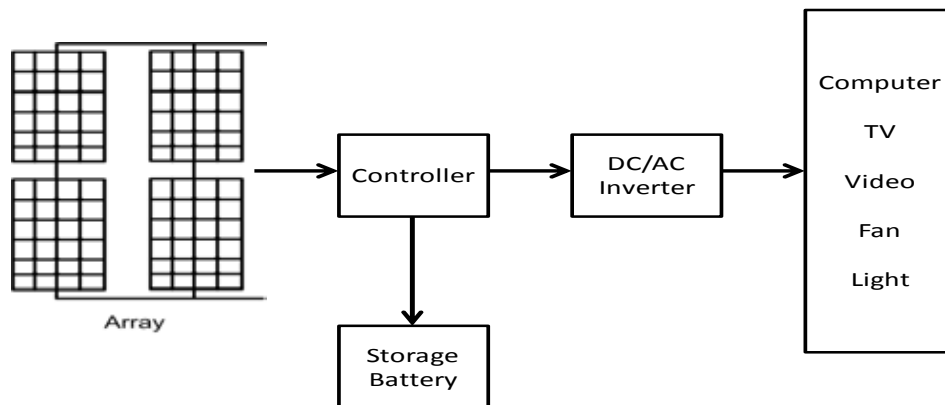 Array
Controller
Storage
Battery
DC/AC
Inverter
Computer
TV
Video
Fan
Light